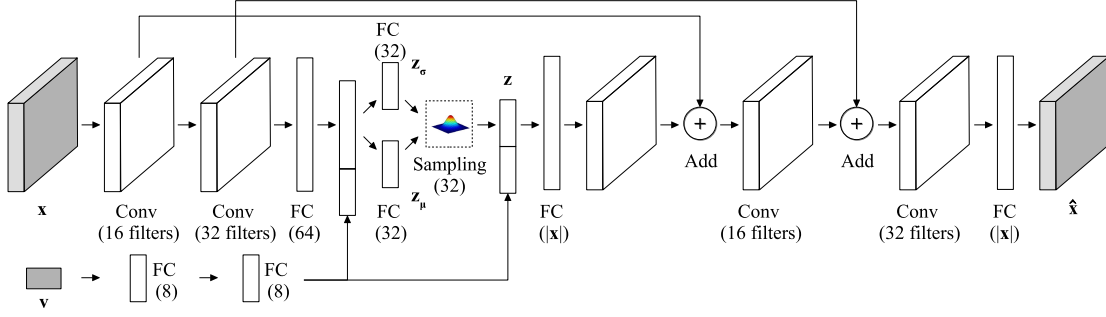 FC
(32)
z_σ
z
+
+
Sampling
(32)
Add
Add
z_μ
x
Conv
(16 filters)
Conv
(32 filters)
FC
(64)
FC
(32)
FC
(|x|)
Conv
(16 filters)
Conv
(32 filters)
FC
(|x|)
x̂
v
FC
(8)
FC
(8)